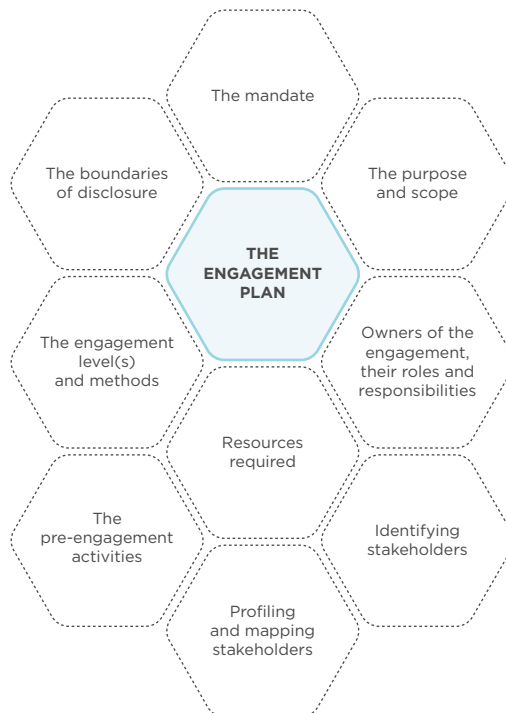 The mandate
The boundaries
of disclosure
The purpose
and scope
THE
ENGAGEMENT
PLAN
The engagement
level(s)
and methods
Owners of the
engagement,
their roles and
responsibilities
Resources
required
The
pre-engagement
activities
Identifying
stakeholders
Profiling
and mapping
stakeholders